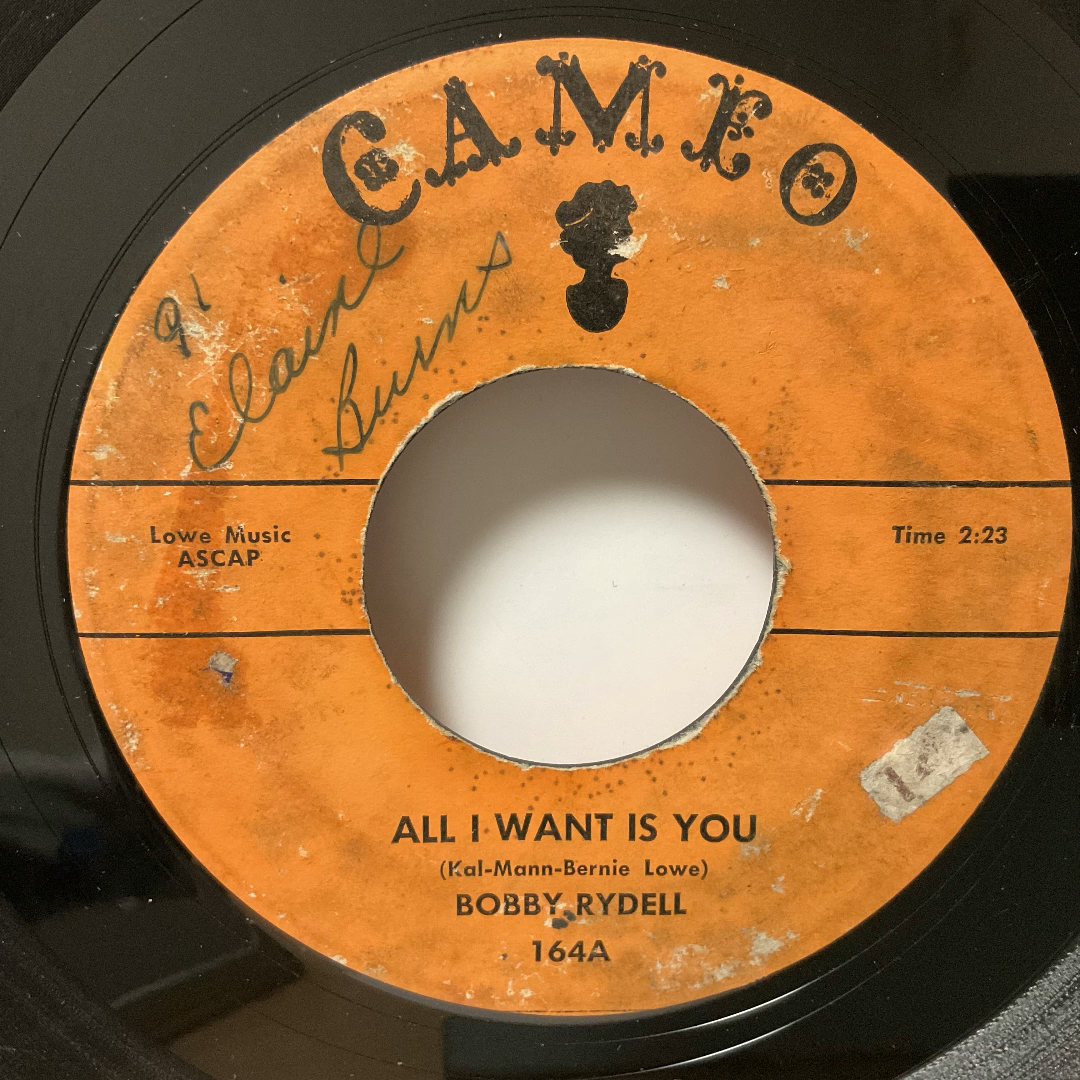 CAMEO
91
Elaine
Burns
Lowe Music
ASCAP
Time 2:23
ALL I WANT IS YOU
(Kal-Mann-Bernie Lowe)
BOBBY RYDELL
164A